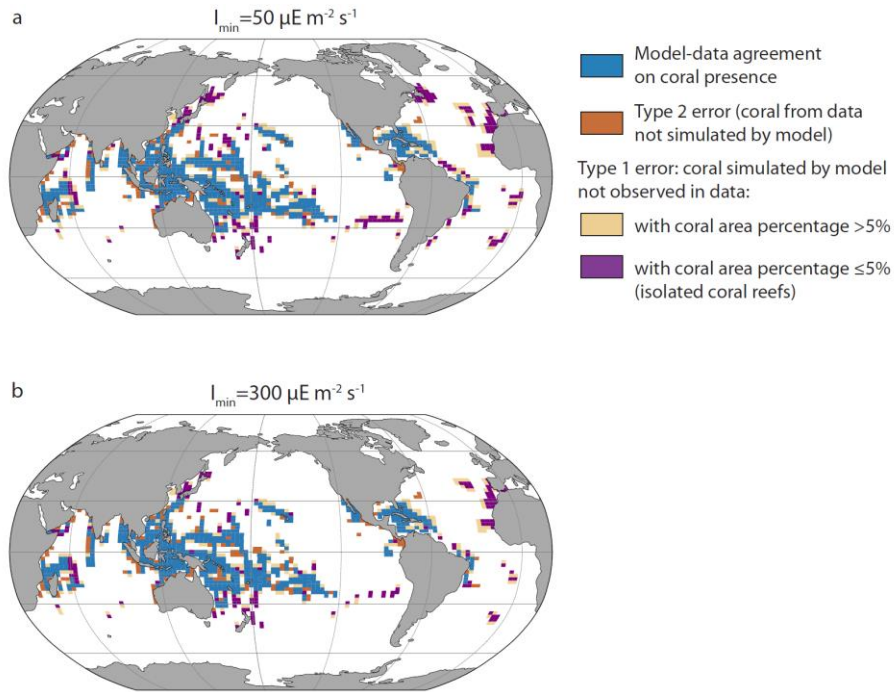 a
I_min=50 µE m⁻² s⁻¹
Model-data agreement
on coral presence
Type 2 error (coral from data
not simulated by model)
Type 1 error: coral simulated by model
not observed in data:
with coral area percentage >5%
with coral area percentage ≤5%
(isolated coral reefs)
b
I_min=300 µE m⁻² s⁻¹